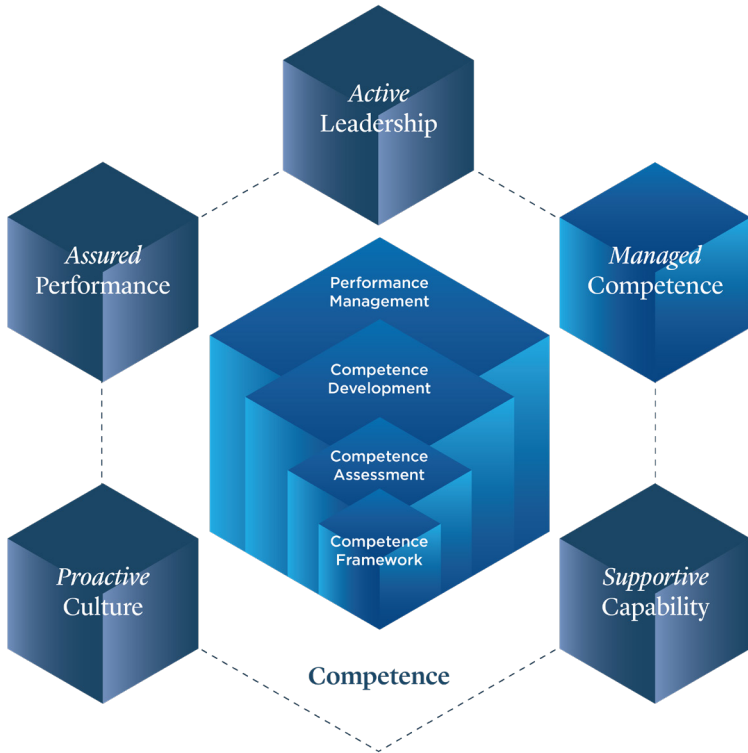 Active
Leadership
Assured
Performance
Managed
Competence
Performance
Management
Competence
Development
Competence
Assessment
Competence
Framework
Proactive
Culture
Supportive
Capability
Competence